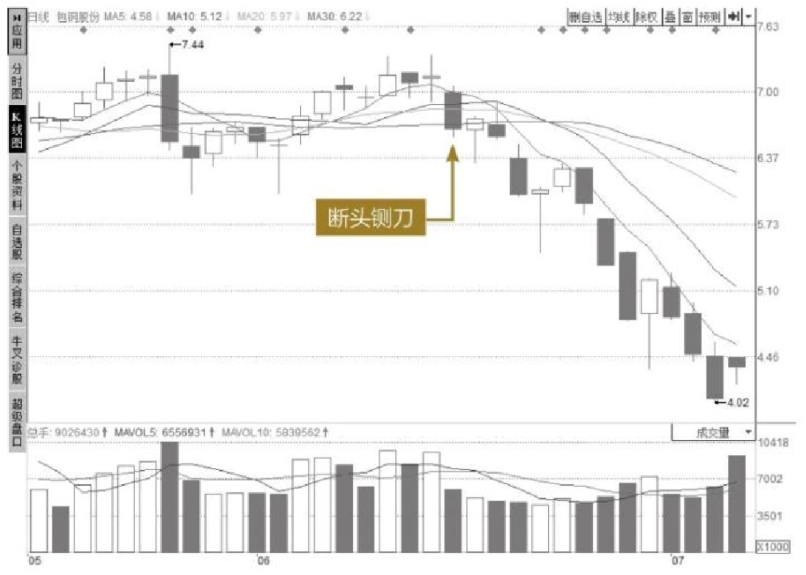 日线 包钢股份 MA5: 4.58↓ MA10: 5.12↓ MA20: 5.97↓ MA30: 6.22↓
删自选 均线 除权 叠 窗 预测
应用
分时图
K线图
个股资料
自选股
综合排名
牛叉诊股
超级盘口
7.63
7.44
7.00
6.37
断头铡刀
5.73
5.10
4.46
4.02
总手: 9026430↑ MAVOL5: 6556931↑ MAVOL10: 5839562↑
成交量
10418
7002
3501
X1000
05 06 07